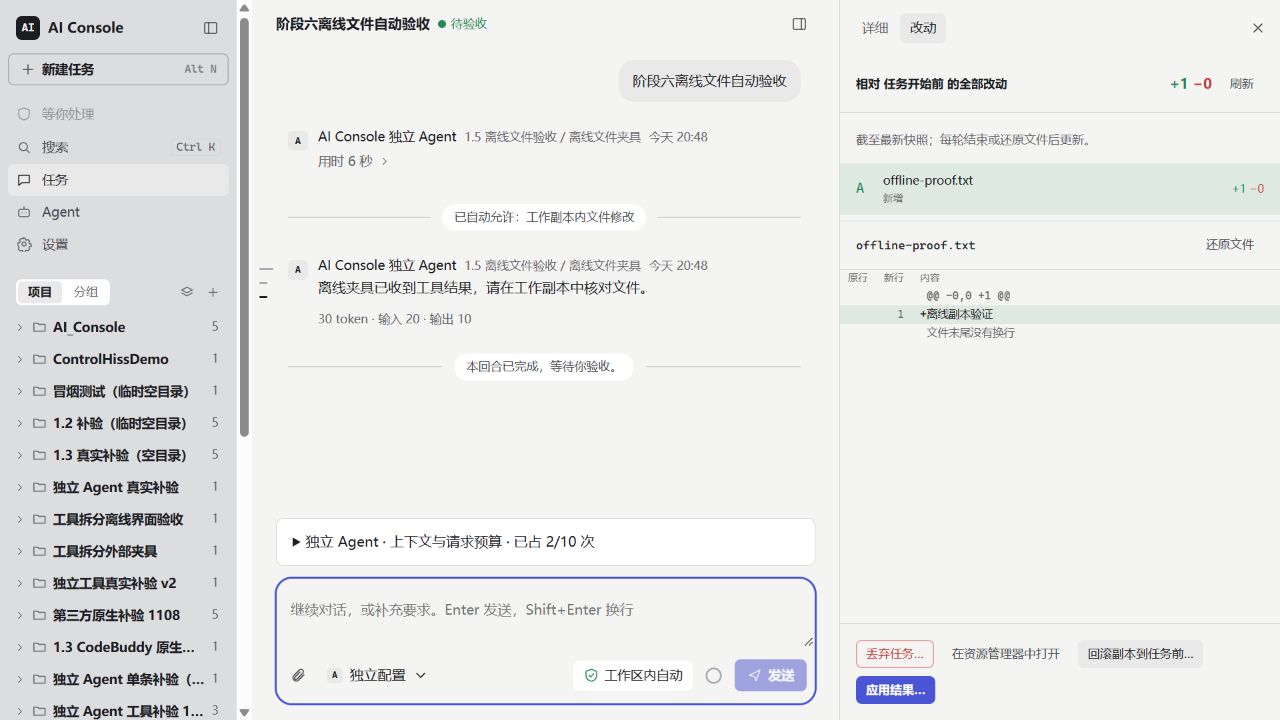 AI AI Console
+ 新建任务 Alt N
等你处理
搜索 Ctrl K
任务
Agent
设置
项目 分组
AI_Console 5
ControlHissDemo 1
冒烟测试（临时空目录） 1
1.2 补验（临时空目录） 5
1.3 真实补验（空目录） 5
独立 Agent 真实补验 1
工具拆分离线界面验收 1
工具拆分外部夹具 1
独立工具真实补验 v2 1
第三方原生补验 1108 5
1.3 CodeBuddy 原生... 1
独立 Agent 单条补验（... 1
独立 Agent 工具补验 1... 3
阶段六离线文件自动验收 待验收
阶段六离线文件自动验收
A AI Console 独立 Agent 1.5 离线文件验收 / 离线文件夹具 今天 20:48
用时 6 秒
已自动允许：工作副本内文件修改
A AI Console 独立 Agent 1.5 离线文件验收 / 离线文件夹具 今天 20:48
离线夹具已收到工具结果，请在工作副本中核对文件。
30 token · 输入 20 · 输出 10
本回合已完成，等待你验收。
独立 Agent · 上下文与请求预算 · 已占 2/10 次
继续对话，或补充要求。Enter 发送，Shift+Enter 换行
A 独立配置 工作区内自动 发送
详细 改动
相对 任务开始前 的全部改动 +1 −0 刷新
截至最新快照；每轮结束或还原文件后更新。
A offline-proof.txt +1 −0
新增
offline-proof.txt 还原文件
原行 新行 内容
@@ -0,0 +1 @@
1 +离线副本验证
文件末尾没有换行
丢弃任务... 在资源管理器中打开 回滚副本到任务前...
应用结果...